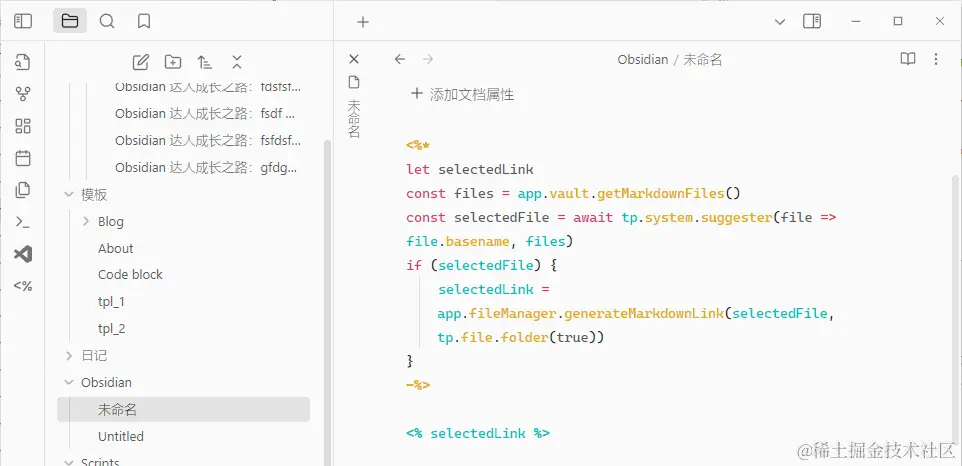 Obsidian 达人成长之路：fdsfsf...
Obsidian 达人成长之路：fsdf ...
Obsidian 达人成长之路：fsfdsf...
Obsidian 达人成长之路：gfdg...
模板
Blog
About
Code block
tpl_1
tpl_2
日记
Obsidian
未命名
Untitled
Scripts
<%
未命名
Obsidian / 未命名
添加文档属性
<%*
let selectedLink
const files = app.vault.getMarkdownFiles()
const selectedFile = await tp.system.suggester(file =>
file.basename, files)
if (selectedFile) {
selectedLink =
app.fileManager.generateMarkdownLink(selectedFile,
tp.file.folder(true))
}
-%>
<% selectedLink %>
@稀土掘金技术社区